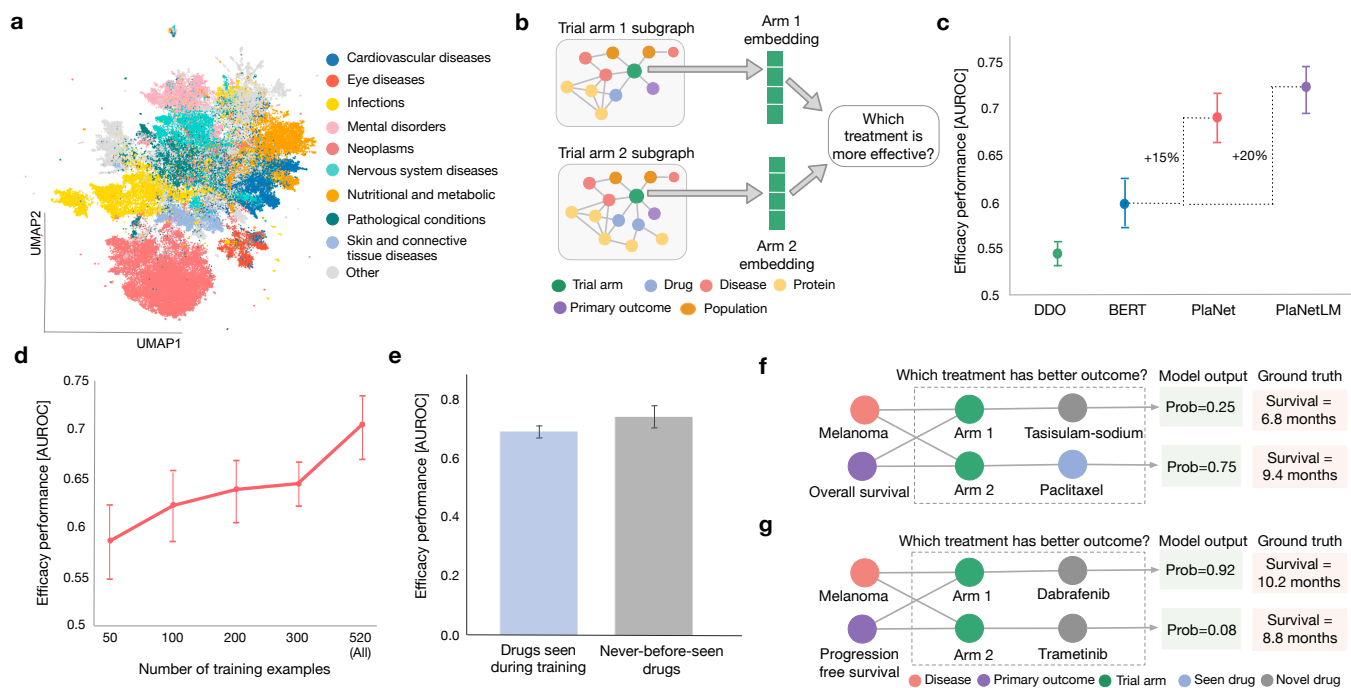 a
Cardiovascular diseases
Eye diseases
Infections
Mental disorders
Neoplasms
Nervous system diseases
Nutritional and metabolic
Pathological conditions
Skin and connective
tissue diseases
Other
UMAP2
UMAP1
b
Trial arm 1 subgraph
Arm 1
embedding
Which
treatment is
more effective?
Trial arm 2 subgraph
Arm 2
embedding
Trial arm
Drug
Disease
Protein
Primary outcome
Population
c
Efficacy performance [AUROC]
0.75
0.7
0.65
0.6
0.55
0.5
+15%
+20%
DDO
BERT
PlaNet
PlaNetLM
d
Efficacy performance [AUROC]
0.75
0.7
0.65
0.6
0.55
0.5
50
100
200
300
520
(All)
Number of training examples
e
Efficacy performance [AUROC]
0.8
0.6
0.4
0.2
0.0
Drugs seen
during training
Never-before-seen
drugs
f
Which treatment has better outcome?
Model output
Ground truth
Melanoma
Arm 1
Tasisulam-sodium
Prob=0.25
Survival =
6.8 months
Overall survival
Arm 2
Paclitaxel
Prob=0.75
Survival =
9.4 months
g
Which treatment has better outcome?
Model output
Ground truth
Melanoma
Arm 1
Dabrafenib
Prob=0.92
Survival =
10.2 months
Progression
free survival
Arm 2
Trametinib
Prob=0.08
Survival =
8.8 months
Disease
Primary outcome
Trial arm
Seen drug
Novel drug